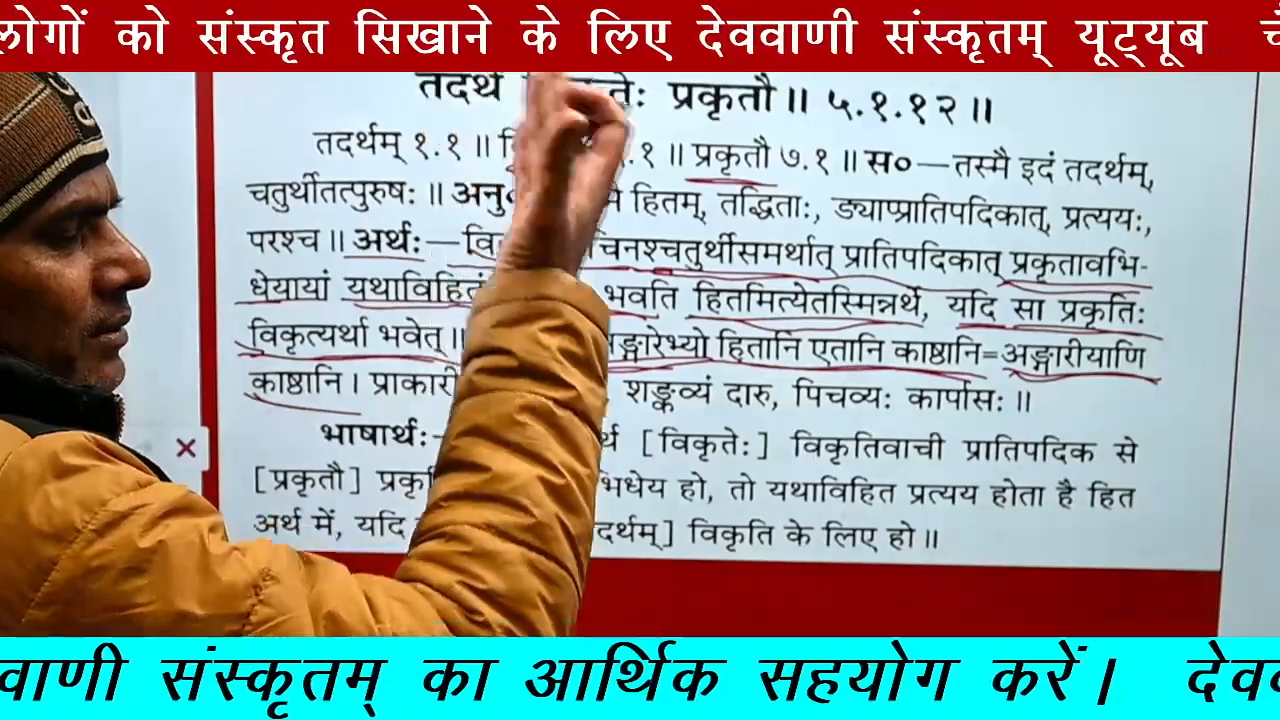 लोगों को संस्कृत सिखाने के लिए देववाणी संस्कृतम् यूट्यूब
तदर्थं प्रकृतौ ॥ ५.१.१२ ॥
तदर्थम् १.१ ॥ .१ ॥ प्रकृतौ ७.१ ॥ स०—तस्मै इदं तदर्थम्,
चतुर्थीतत्पुरुषः ॥ अनु० हितम्, तद्धिताः, ङ्याप्प्रातिपदिकात्, प्रत्ययः,
परश्च ॥ अर्थः—वि चिनश्चतुर्थीसमर्थात् प्रातिपदिकात् प्रकृतावभि-
धेयायां यथाविहितं भवति हितमित्येतस्मिन्नर्थे, यदि सा प्रकृतिः
विकृत्यर्था भवेत् ॥ ङ्गारेभ्यो हितानि एतानि काष्ठानि=अङ्गारीयाणि
काष्ठानि । प्राकारी शङ्कव्यं दारु, पिचव्यः कार्पासः ॥
भाषार्थः- र्थ [विकृतेः] विकृतिवाची प्रातिपदिक से
[प्रकृतौ] प्रकृ भिधेय हो, तो यथाविहित प्रत्यय होता है हित
अर्थ में, यदि दर्थम्] विकृति के लिए हो ॥
वाणी संस्कृतम् का आर्थिक सहयोग करें। देवव